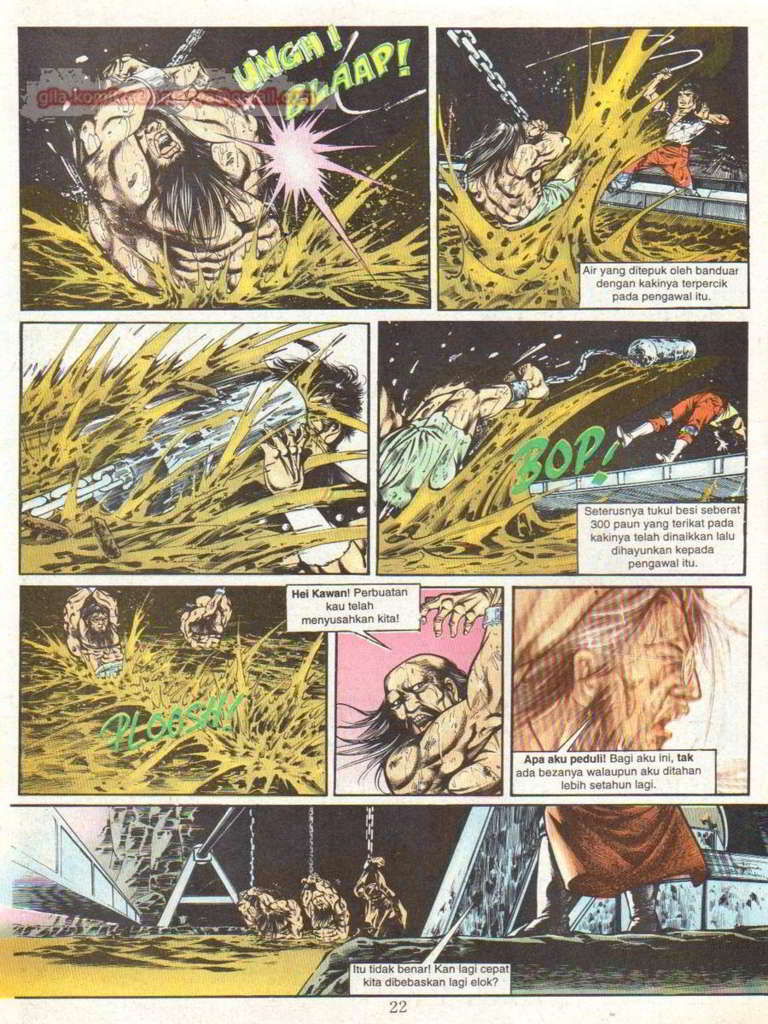 UNGH!
BLAAP!
Air yang ditepuk oleh banduar
dengan kakinya terpercik
pada pengawal itu.
BOP!
Seterusnya tukul besi seberat
300 paun yang terikat pada
kakinya telah dinaikkan lalu
dihayunkan kepada
pengawal itu.
PLOOSH!
Hei Kawan! Perbuatan
kau telah
menyusahkan kita!
Apa aku peduli! Bagi aku ini, tak
ada bezanya walaupun aku ditahan
lebih setahun lagi.
Itu tidak benar! Kan lagi cepat
kita dibebaskan lagi elok?
22